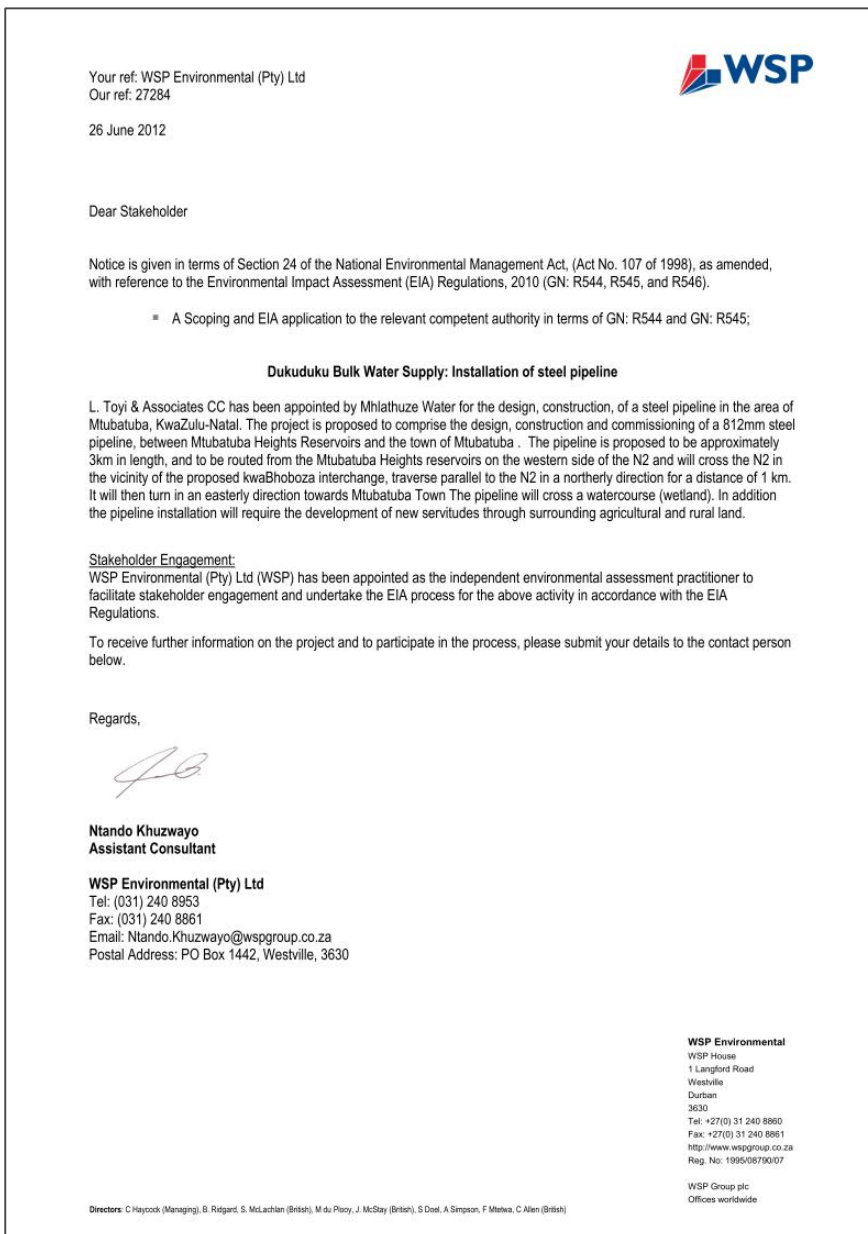 Your ref: WSP Environmental (Pty) Ltd
Our ref: 27284
WSP
26 June 2012
Dear Stakeholder
Notice is given in terms of Section 24 of the National Environmental Management Act, (Act No. 107 of 1998), as amended,
with reference to the Environmental Impact Assessment (EIA) Regulations, 2010 (GN: R544, R545, and R546).
▪ A Scoping and EIA application to the relevant competent authority in terms of GN: R544 and GN: R545;
Dukuduku Bulk Water Supply: Installation of steel pipeline
L. Toyi & Associates CC has been appointed by Mhlathuze Water for the design, construction, of a steel pipeline in the area of
Mtubatuba, KwaZulu-Natal. The project is proposed to comprise the design, construction and commissioning of a 812mm steel
pipeline, between Mtubatuba Heights Reservoirs and the town of Mtubatuba . The pipeline is proposed to be approximately
3km in length, and to be routed from the Mtubatuba Heights reservoirs on the western side of the N2 and will cross the N2 in
the vicinity of the proposed kwaBhoboza interchange, traverse parallel to the N2 in a northerly direction for a distance of 1 km.
It will then turn in an easterly direction towards Mtubatuba Town The pipeline will cross a watercourse (wetland). In addition
the pipeline installation will require the development of new servitudes through surrounding agricultural and rural land.
Stakeholder Engagement:
WSP Environmental (Pty) Ltd (WSP) has been appointed as the independent environmental assessment practitioner to
facilitate stakeholder engagement and undertake the EIA process for the above activity in accordance with the EIA
Regulations.
To receive further information on the project and to participate in the process, please submit your details to the contact person
below.
Regards,
Ntando Khuzwayo
Assistant Consultant
WSP Environmental (Pty) Ltd
Tel: (031) 240 8953
Fax: (031) 240 8861
Email: Ntando.Khuzwayo@wspgroup.co.za
Postal Address: PO Box 1442, Westville, 3630
WSP Environmental
WSP House
1 Langford Road
Westville
Durban
3630
Tel: +27(0) 31 240 8860
Fax: +27(0) 31 240 8861
http://www.wspgroup.co.za
Reg. No: 1995/08790/07
WSP Group plc
Offices worldwide
Directors: C Haycock (Managing), B. Ridgard, S. McLachlan (British), M du Plooy, J. McStay (British), S Doel, A Simpson, F Mtetwa, C Allen (British)